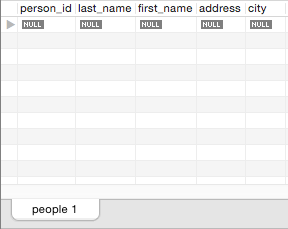 person_id last_name first_name address city
NULL NULL NULL NULL NULL
people 1